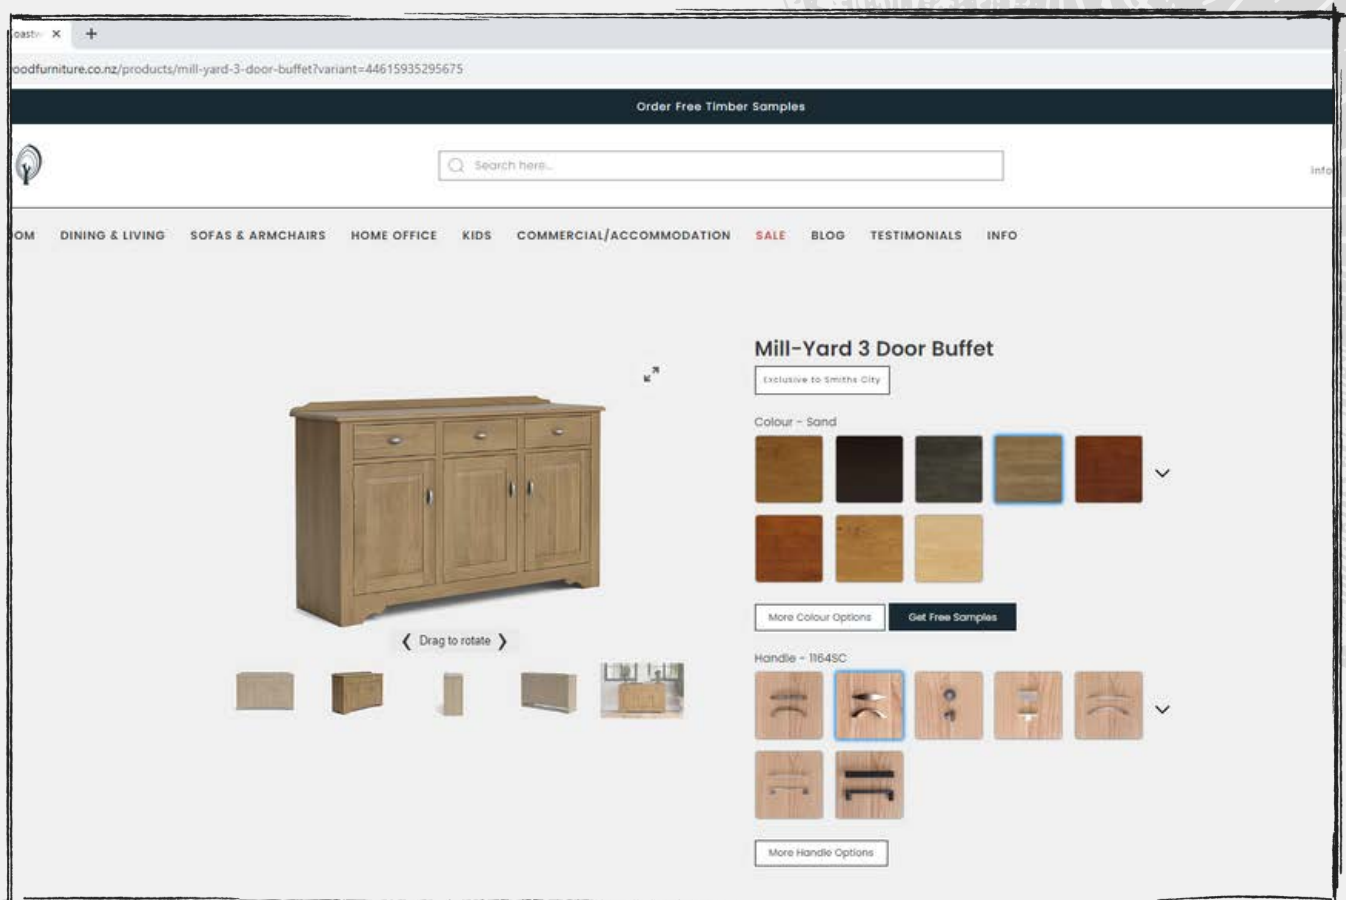 oodfurniture.co.nz/products/mill-yard-3-door-buffet?variant=44615935295675
Order Free Timber Samples
Search here...
Info
OM DINING & LIVING SOFAS & ARMCHAIRS HOME OFFICE KIDS COMMERCIAL/ACCOMMODATION SALE BLOG TESTIMONIALS INFO
Mill-Yard 3 Door Buffet
Exclusive to Smiths City
Colour - Sand
More Colour Options Get Free Samples
Drag to rotate
Handle - 1164SC
More Handle Options